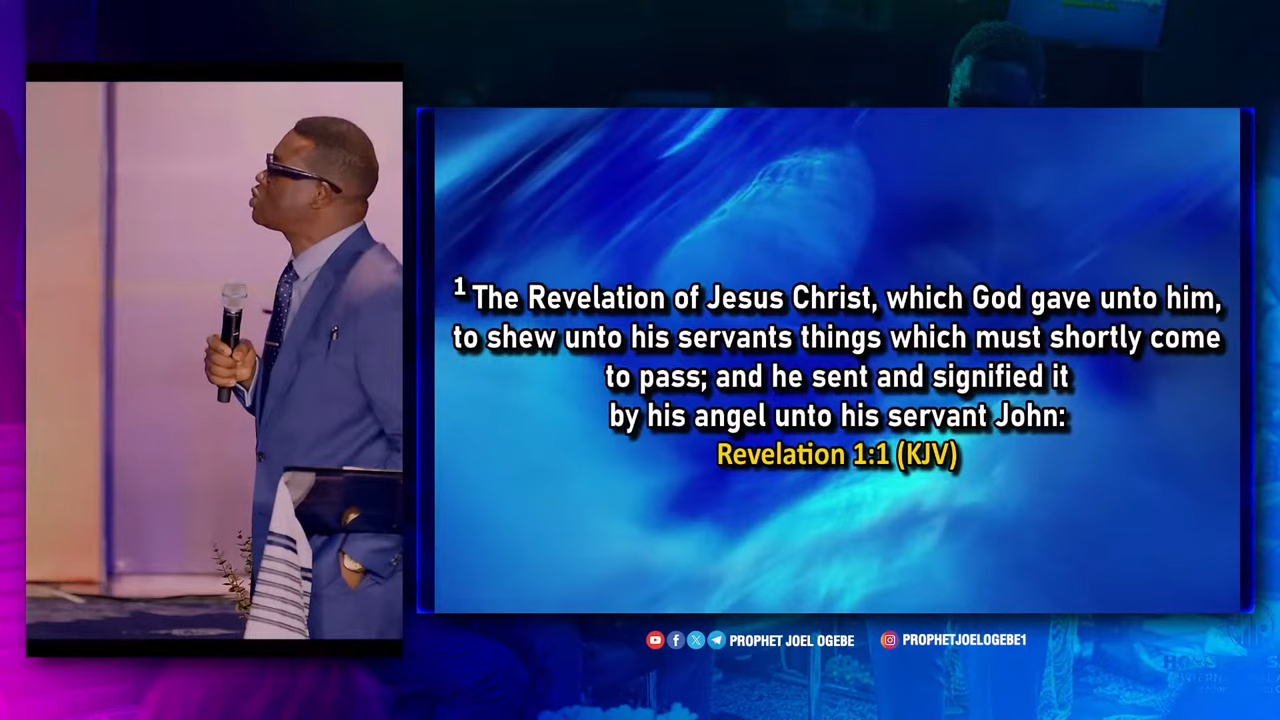 1 The Revelation of Jesus Christ, which God gave unto him,
to shew unto his servants things which must shortly come
to pass; and he sent and signified it
by his angel unto his servant John:
Revelation 1:1 (KJV)
PROPHET JOEL OGEBE
PROPHETJOELOGEBE1